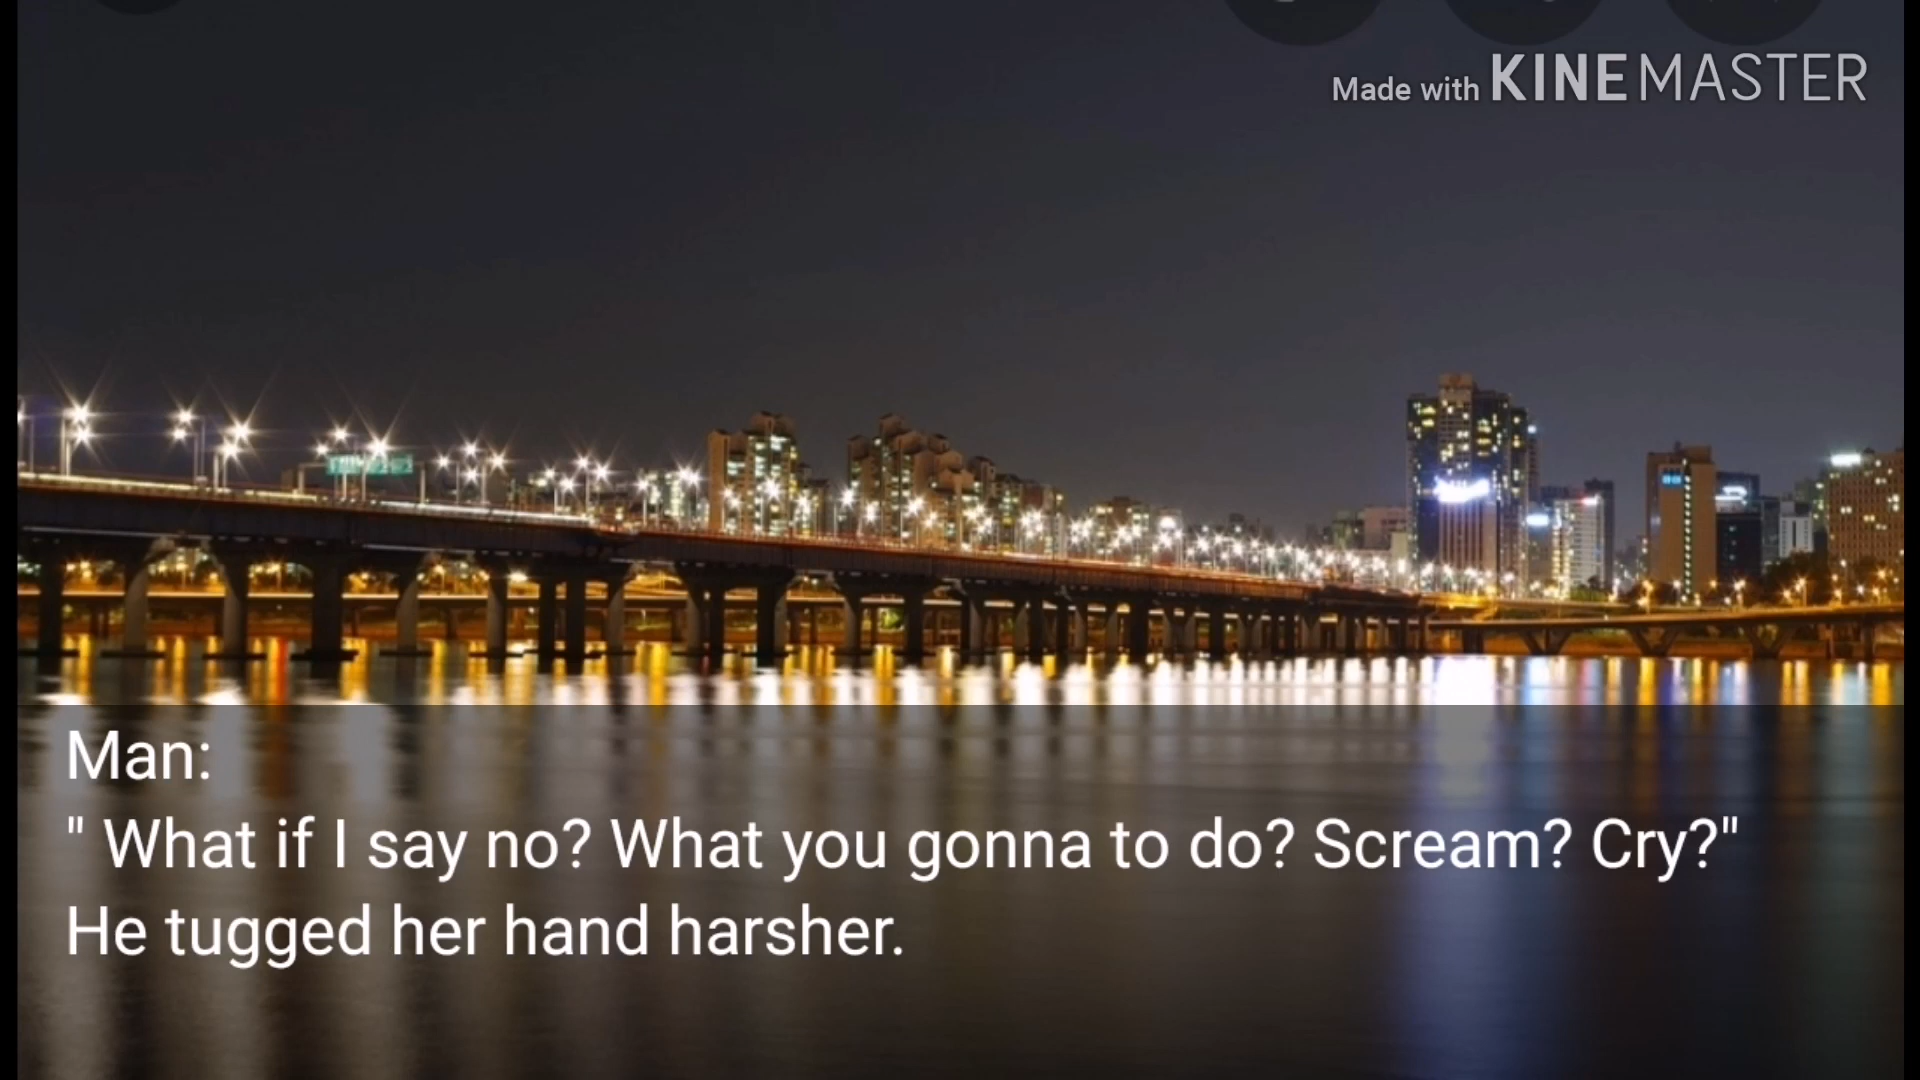 Made with KINEMASTER
Man:
" What if I say no? What you gonna to do? Scream? Cry?"
He tugged her hand harsher.